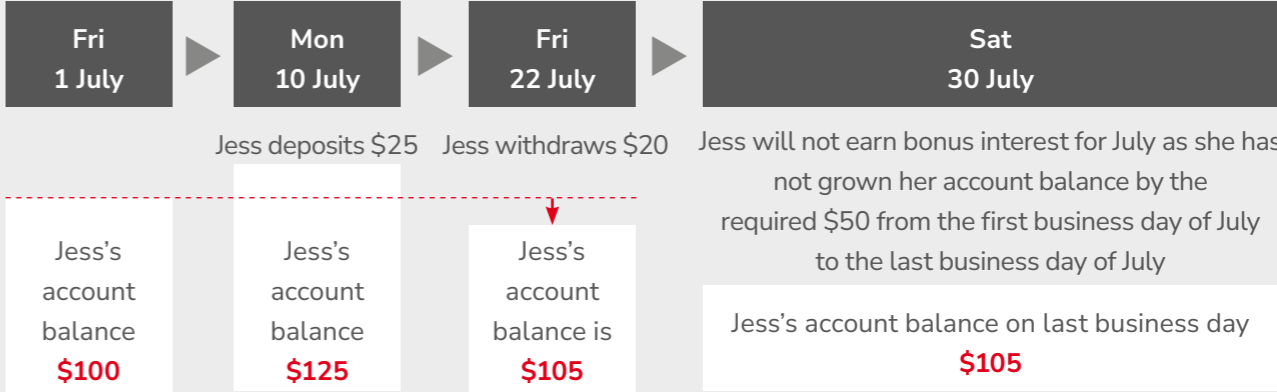 Fri
1 July
Mon
10 July
Fri
22 July
Sat
30 July
Jess deposits $25
Jess withdraws $20
Jess will not earn bonus interest for July as she has
not grown her account balance by the
required $50 from the first business day of July
to the last business day of July
Jess's
account
balance
$100
Jess's
account
balance
$125
Jess's
account
balance is
$105
Jess's account balance on last business day
$105